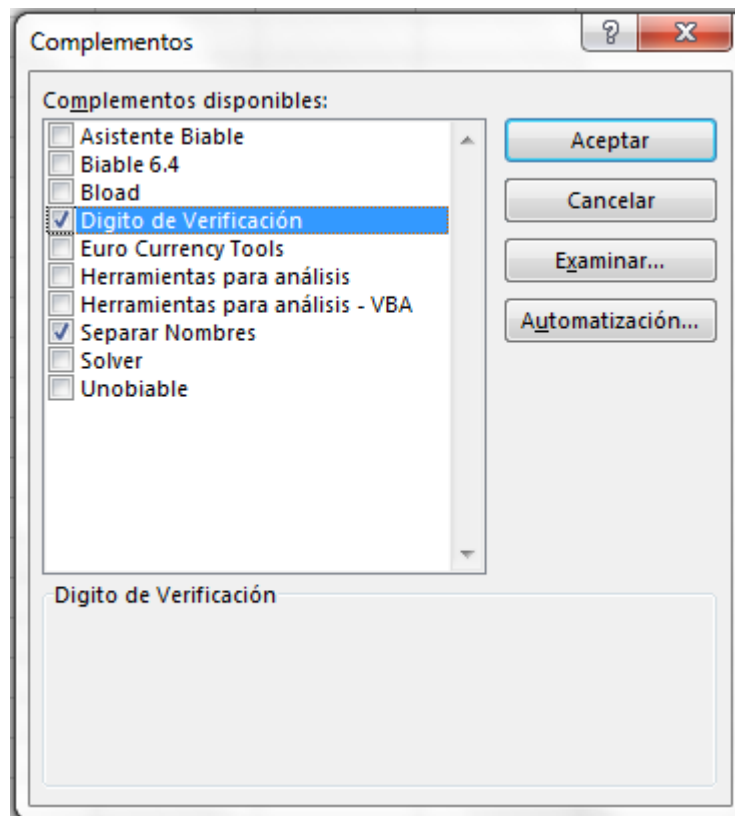 Complementos
Complementos disponibles:
Asistente Biable
Biable 6.4
Bload
Digito de Verificación
Euro Currency Tools
Herramientas para análisis
Herramientas para análisis - VBA
Separar Nombres
Solver
Unobiable
Aceptar
Cancelar
Examinar...
Automatización...
Digito de Verificación